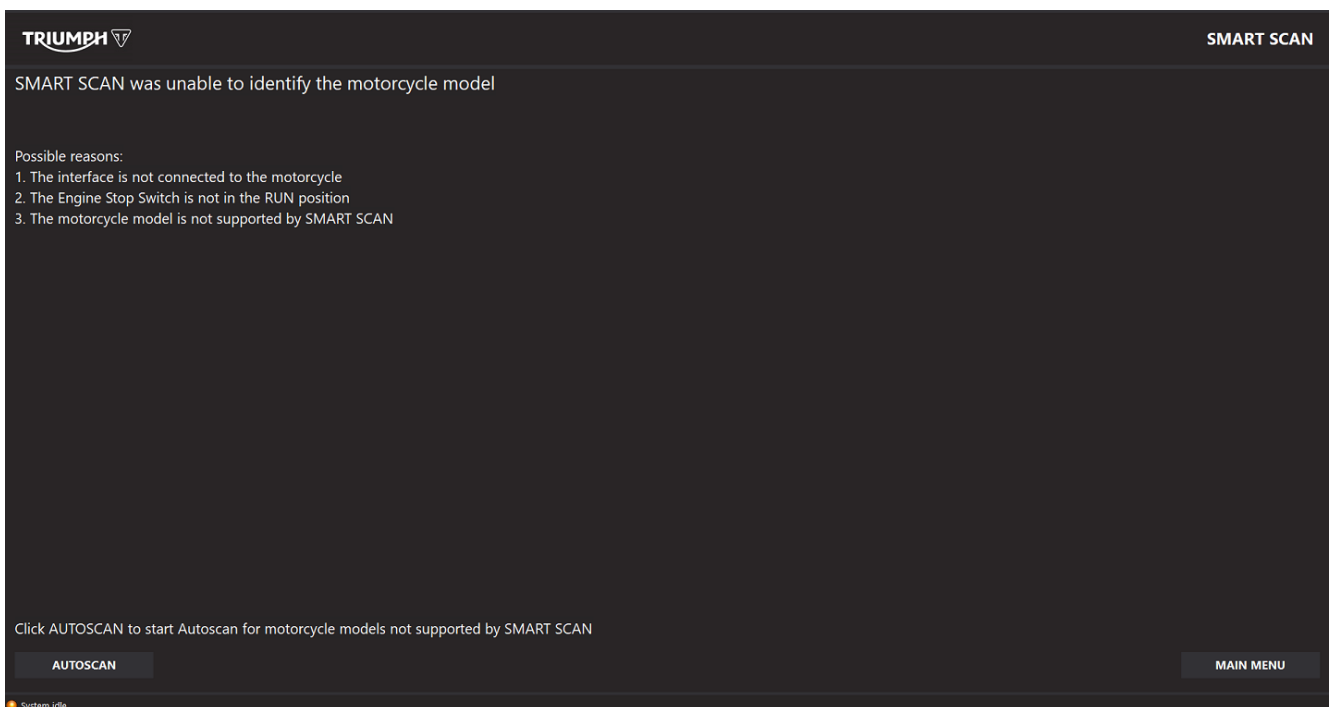 TRIUMPH
SMART SCAN
SMART SCAN was unable to identify the motorcycle model
Possible reasons:
1. The interface is not connected to the motorcycle
2. The Engine Stop Switch is not in the RUN position
3. The motorcycle model is not supported by SMART SCAN
Click AUTOSCAN to start Autoscan for motorcycle models not supported by SMART SCAN
AUTOSCAN
MAIN MENU
System idle